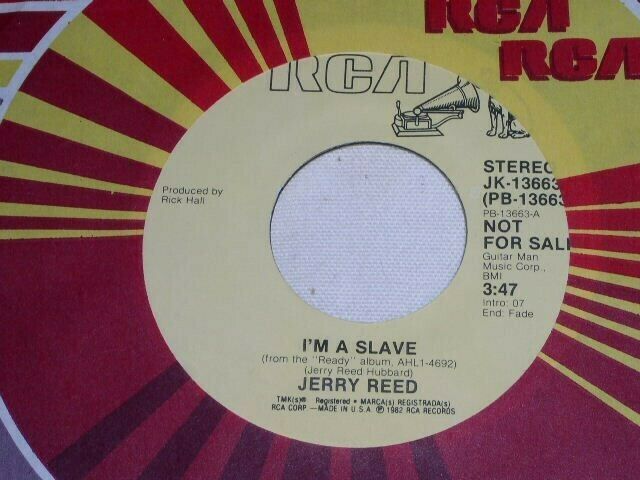 RCA
RCA
RCA
Produced by
Rick Hall
STEREO
JK-13663
(PB-13663
PB-13663-A
NOT
FOR SALE
Guitar Man
Music Corp.,
BMI
3:47
Intro: 07
End: Fade
I'M A SLAVE
(from the "Ready" album, AHL1-4692)
(Jerry Reed Hubbard)
JERRY REED
TMK(s)® Registered • MARCA(s) REGISTRADA(s)
RCA CORP —MADE IN U.S.A. ℗ 1982 RCA RECORDS